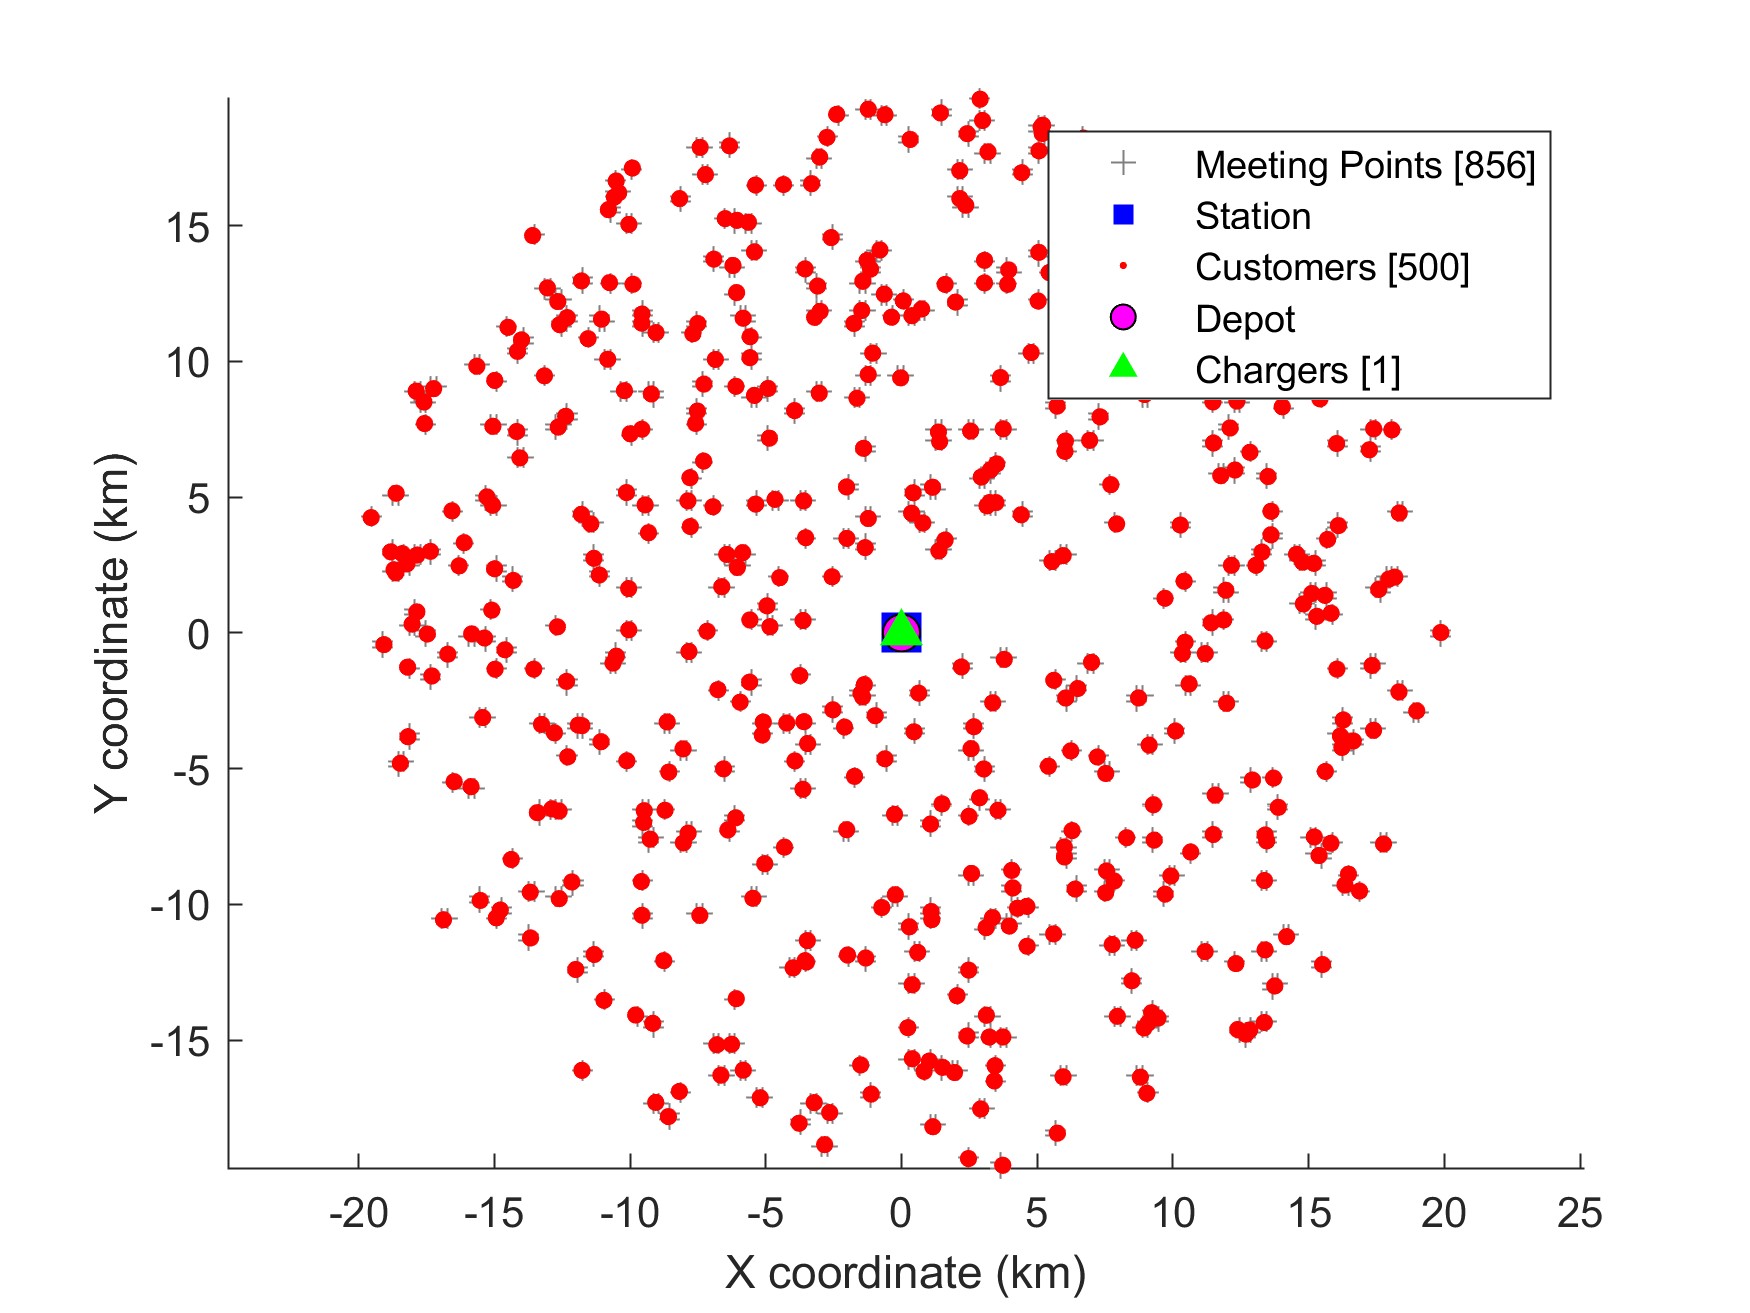 Meeting Points [856]
Station
Customers [500]
Depot
Chargers [1]
15
10
5
0
-5
-10
-15
Y coordinate (km)
-20 -15 -10 -5 0 5 10 15 20 25
X coordinate (km)